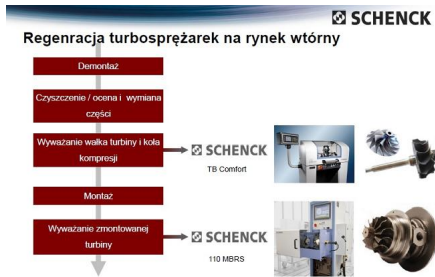 SCHENCK
Regenracja turbosprężarek na rynek wtórny
Demontaż
Czyszczenie / ocena i wymiana
części
Wyważanie wałka turbiny i koła
kompresji
SCHENCK
TB Comfort
Montaż
Wyważanie zmontowanej
turbiny
SCHENCK
110 MBRS